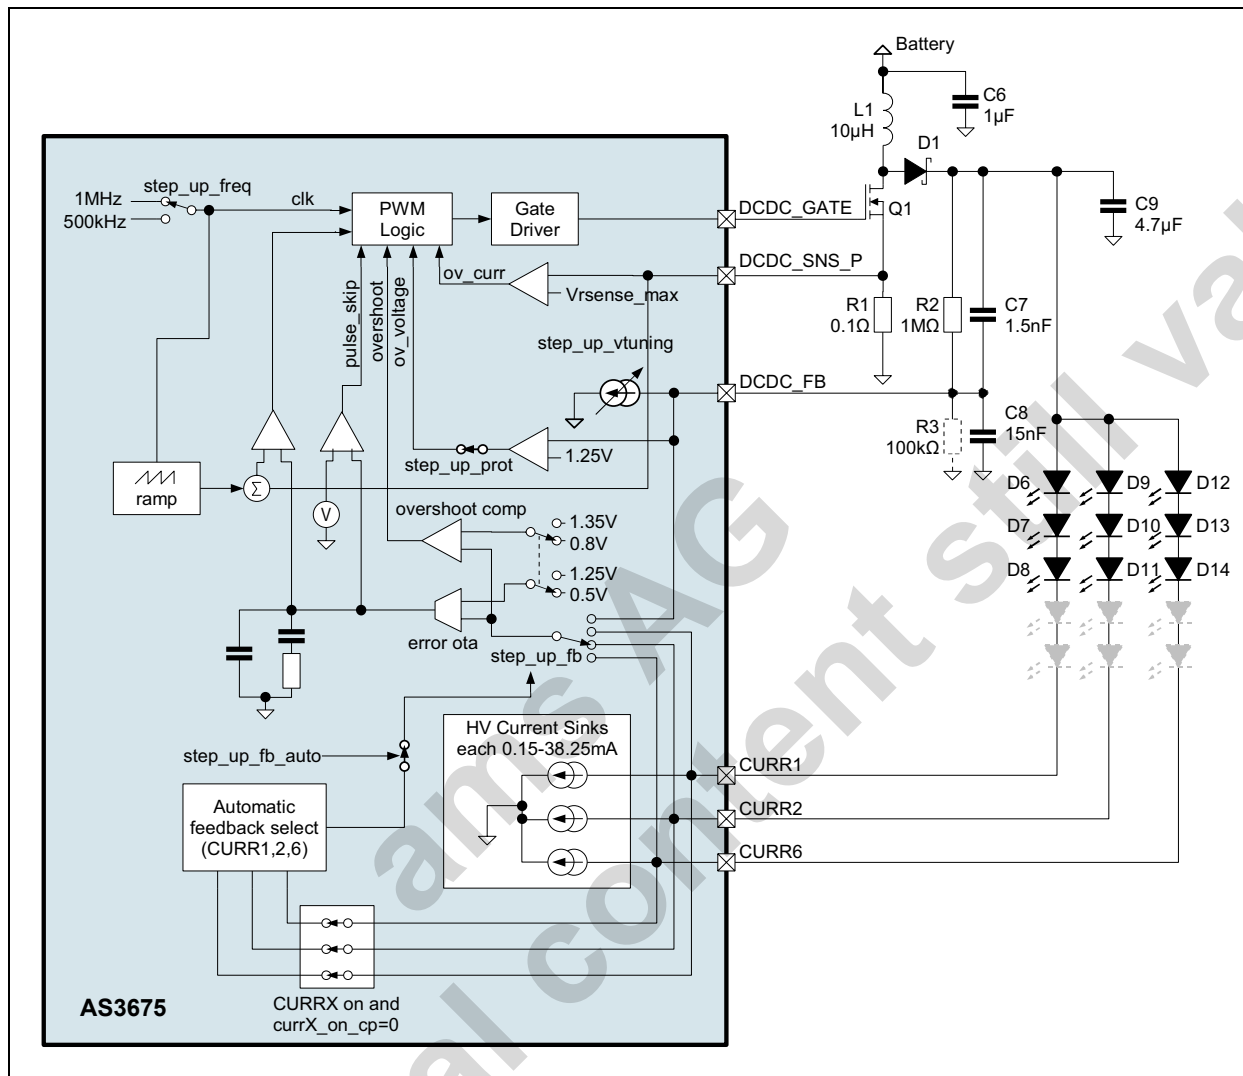 Battery
L1
10µH
C6
1µF
D1
Q1
C9
4.7µF
step_up_freq
1MHz
500kHz
clk
PWM
Logic
Gate
Driver
DCDC_GATE
DCDC_SNS_P
ov_curr
Vrsense_max
pulse_skip
overshoot
ov_voltage
R1
0.1Ω
R2
1MΩ
C7
1.5nF
step_up_vtuning
DCDC_FB
R3
100kΩ
C8
15nF
step_up_prot
1.25V
ramp
Σ
V
overshoot comp
1.35V
0.8V
1.25V
0.5V
error ota
step_up_fb
D6
D9
D12
D7
D10
D13
D8
D11
D14
step_up_fb_auto
HV Current Sinks
each 0.15-38.25mA
CURR1
CURR2
CURR6
Automatic
feedback select
(CURR1,2,6)
AS3675
CURRX on and
currX_on_cp=0
ams AG
al content still val